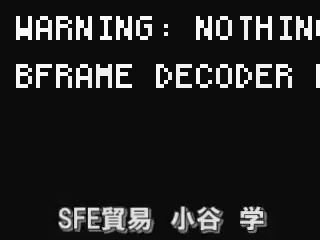 WARNING: NOTHIN
BFRAME DECODER
SFE貿易 小谷 学